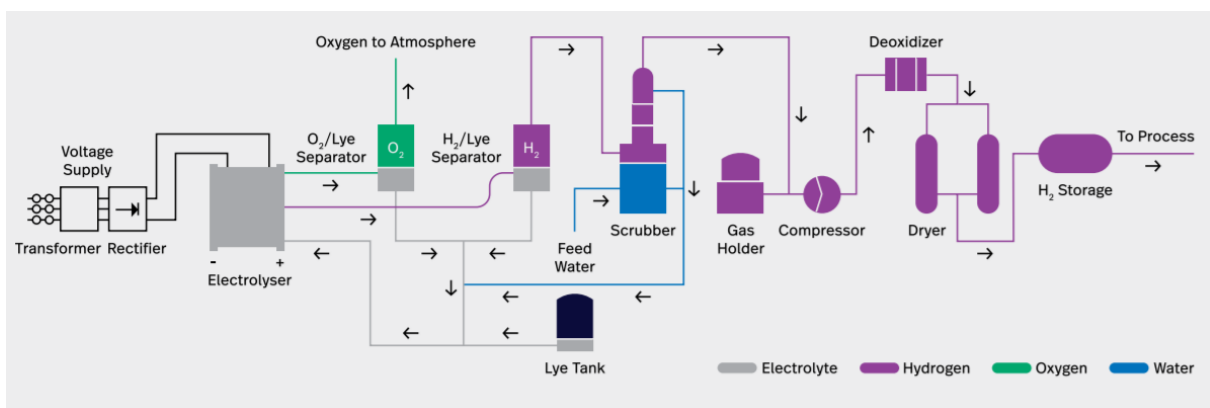 Oxygen to Atmosphere
Deoxidizer
O2/Lye
Separator
H2/Lye
Separator
O2
H2
Voltage
Supply
To Process
H2 Storage
Transformer
Rectifier
Scrubber
Gas
Holder
Compressor
Dryer
Feed
Water
-
+
Electrolyser
Lye Tank
Electrolyte
Hydrogen
Oxygen
Water